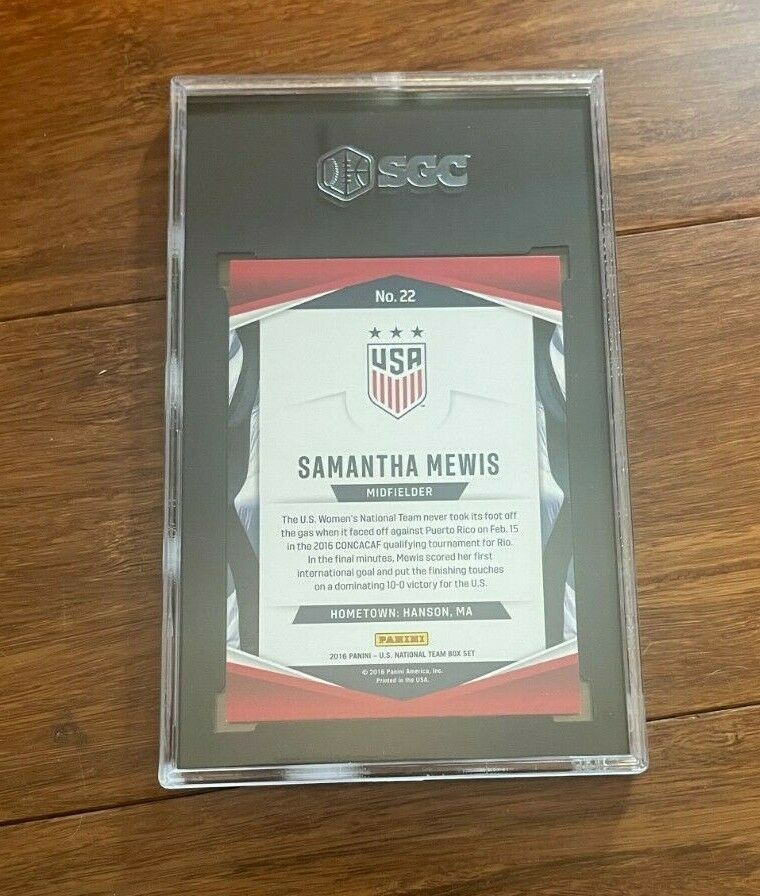 SGC
No. 22
USA
SAMANTHA MEWIS
MIDFIELDER
The U.S. Women's National Team never took its foot off
the gas when it faced off against Puerto Rico on Feb. 15
in the 2016 CONCACAF qualifying tournament for Rio.
In the final minutes, Mewis scored her first
international goal and put the finishing touches
on a dominating 10-0 victory for the U.S.
HOMETOWN: HANSON, MA
PANINI
2016 PANINI – U.S. NATIONAL TEAM BOX SET
© 2016 Panini America, Inc.
Printed in the USA.